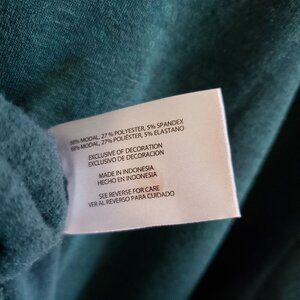 68% MODAL, 27 % POLYESTER, 5% SPANDEX
68% MODAL, 27% POLIÉSTER, 5% ELASTANO
EXCLUSIVE OF DECORATION
EXCLUSIVO DE DECORACION
MADE IN INDONESIA
HECHO EN INDONESIA
SEE REVERSE FOR CARE
VER AL REVERSO PARA CUIDADO